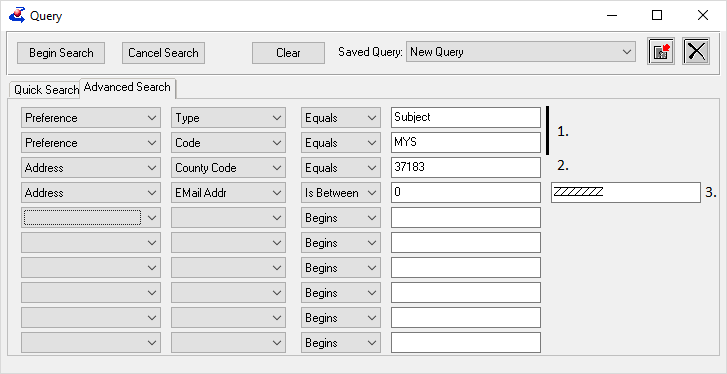 Query
Begin Search Cancel Search Clear Saved Query: New Query
Quick Search Advanced Search
Preference Type Equals Subject
1.
Preference Code Equals MYS
Address County Code Equals 37183 2.
Address EMail Addr Is Between 0 ZZZZZZZ 3.
Begins
Begins
Begins
Begins
Begins
Begins